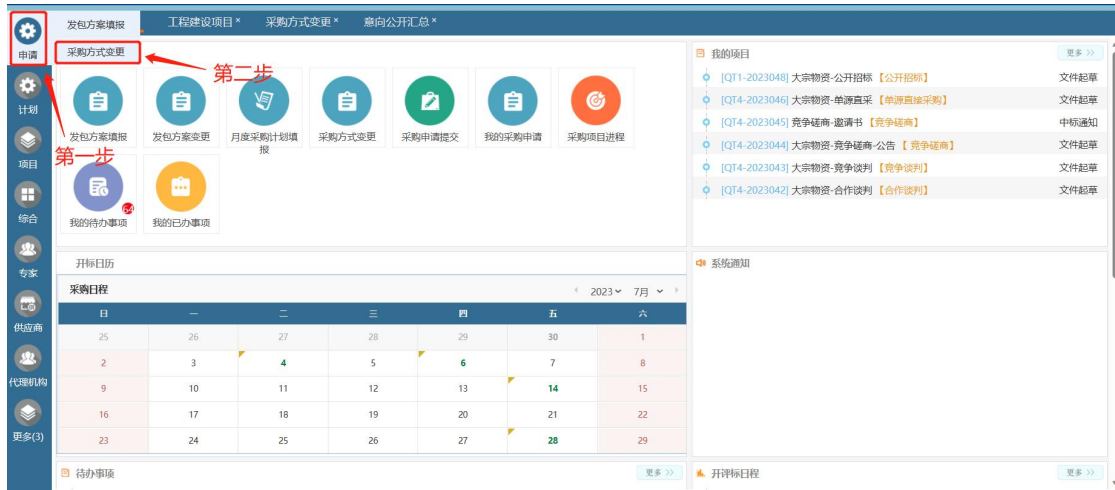 发包方案填报
工程建设项目×
采购方式变更×
意向公开汇总×
申请
采购方式变更
第一步
第二步
计划
项目
综合
专家
供应商
代理机构
更多(3)
发包方案填报
发包方案变更
月度采购计划填
报
采购方式变更
采购申请提交
我的采购申请
采购项目进程
64
我的待办事项
我的已办事项
我的项目
更多 >>
[QT1-2023048] 大宗物资-公开招标 【公开招标】 文件起草
[QT4-2023046] 大宗物资-单源直采 【单源直接采购】 文件起草
[QT4-2023045] 竞争磋商-邀请书 【竞争磋商】 中标通知
[QT4-2023044] 大宗物资-竞争磋商-公告 【 竞争磋商】 文件起草
[QT4-2023043] 大宗物资-竞争谈判 【竞争谈判】 文件起草
[QT4-2023042] 大宗物资-合作谈判 【合作谈判】 文件起草
开标日历
采购日程
2023 7月
日 一 二 三 四 五 六
25 26 27 28 29 30 1
2 3 4 5 6 7 8
9 10 11 12 13 14 15
16 17 18 19 20 21 22
23 24 25 26 27 28 29
系统通知
待办事项
更多 >>
开评标日程
更多 >>